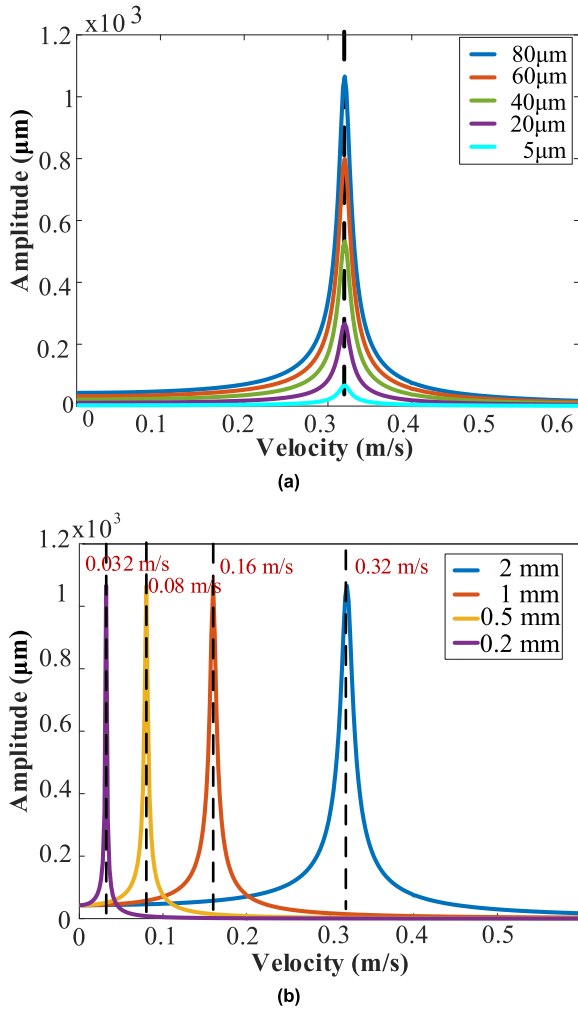 x10³
1.2
1
0.8
0.6
0.4
0.2
0
Amplitude (μm)
80μm
60μm
40μm
20μm
5μm
0 0.1 0.2 0.3 0.4 0.5 0.6
Velocity (m/s)
(a)
x10³
1.2
1
0.8
0.6
0.4
0.2
0
Amplitude (μm)
0.032 m/s
0.08 m/s
0.16 m/s
0.32 m/s
2 mm
1 mm
0.5 mm
0.2 mm
0 0.1 0.2 0.3 0.4 0.5
Velocity (m/s)
(b)